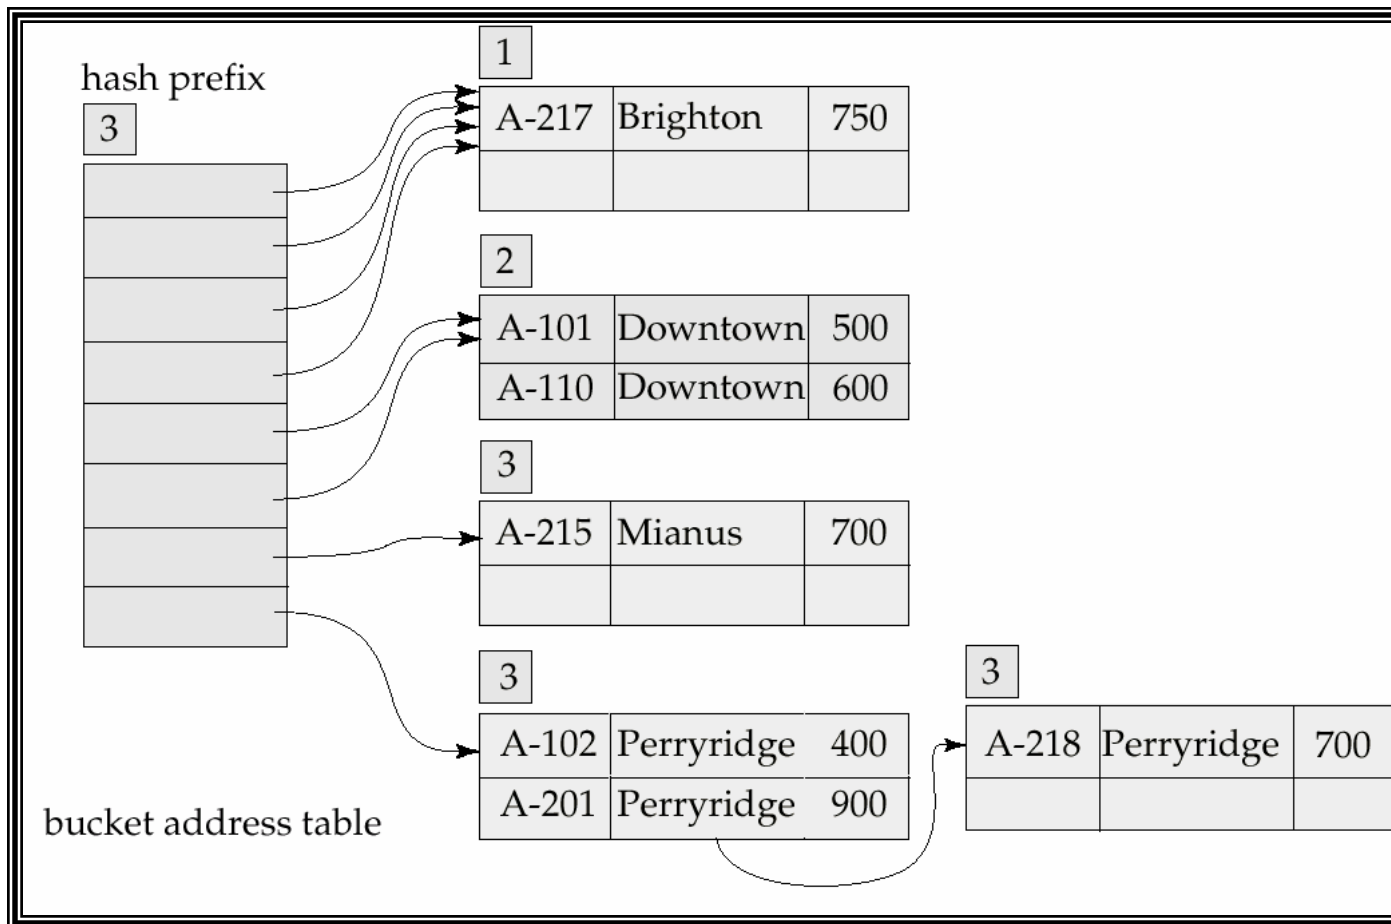 hash prefix
3
bucket address table
1
A-217 Brighton 750
2
A-101 Downtown 500
A-110 Downtown 600
3
A-215 Mianus 700
3
A-102 Perryridge 400
A-201 Perryridge 900
3
A-218 Perryridge 700